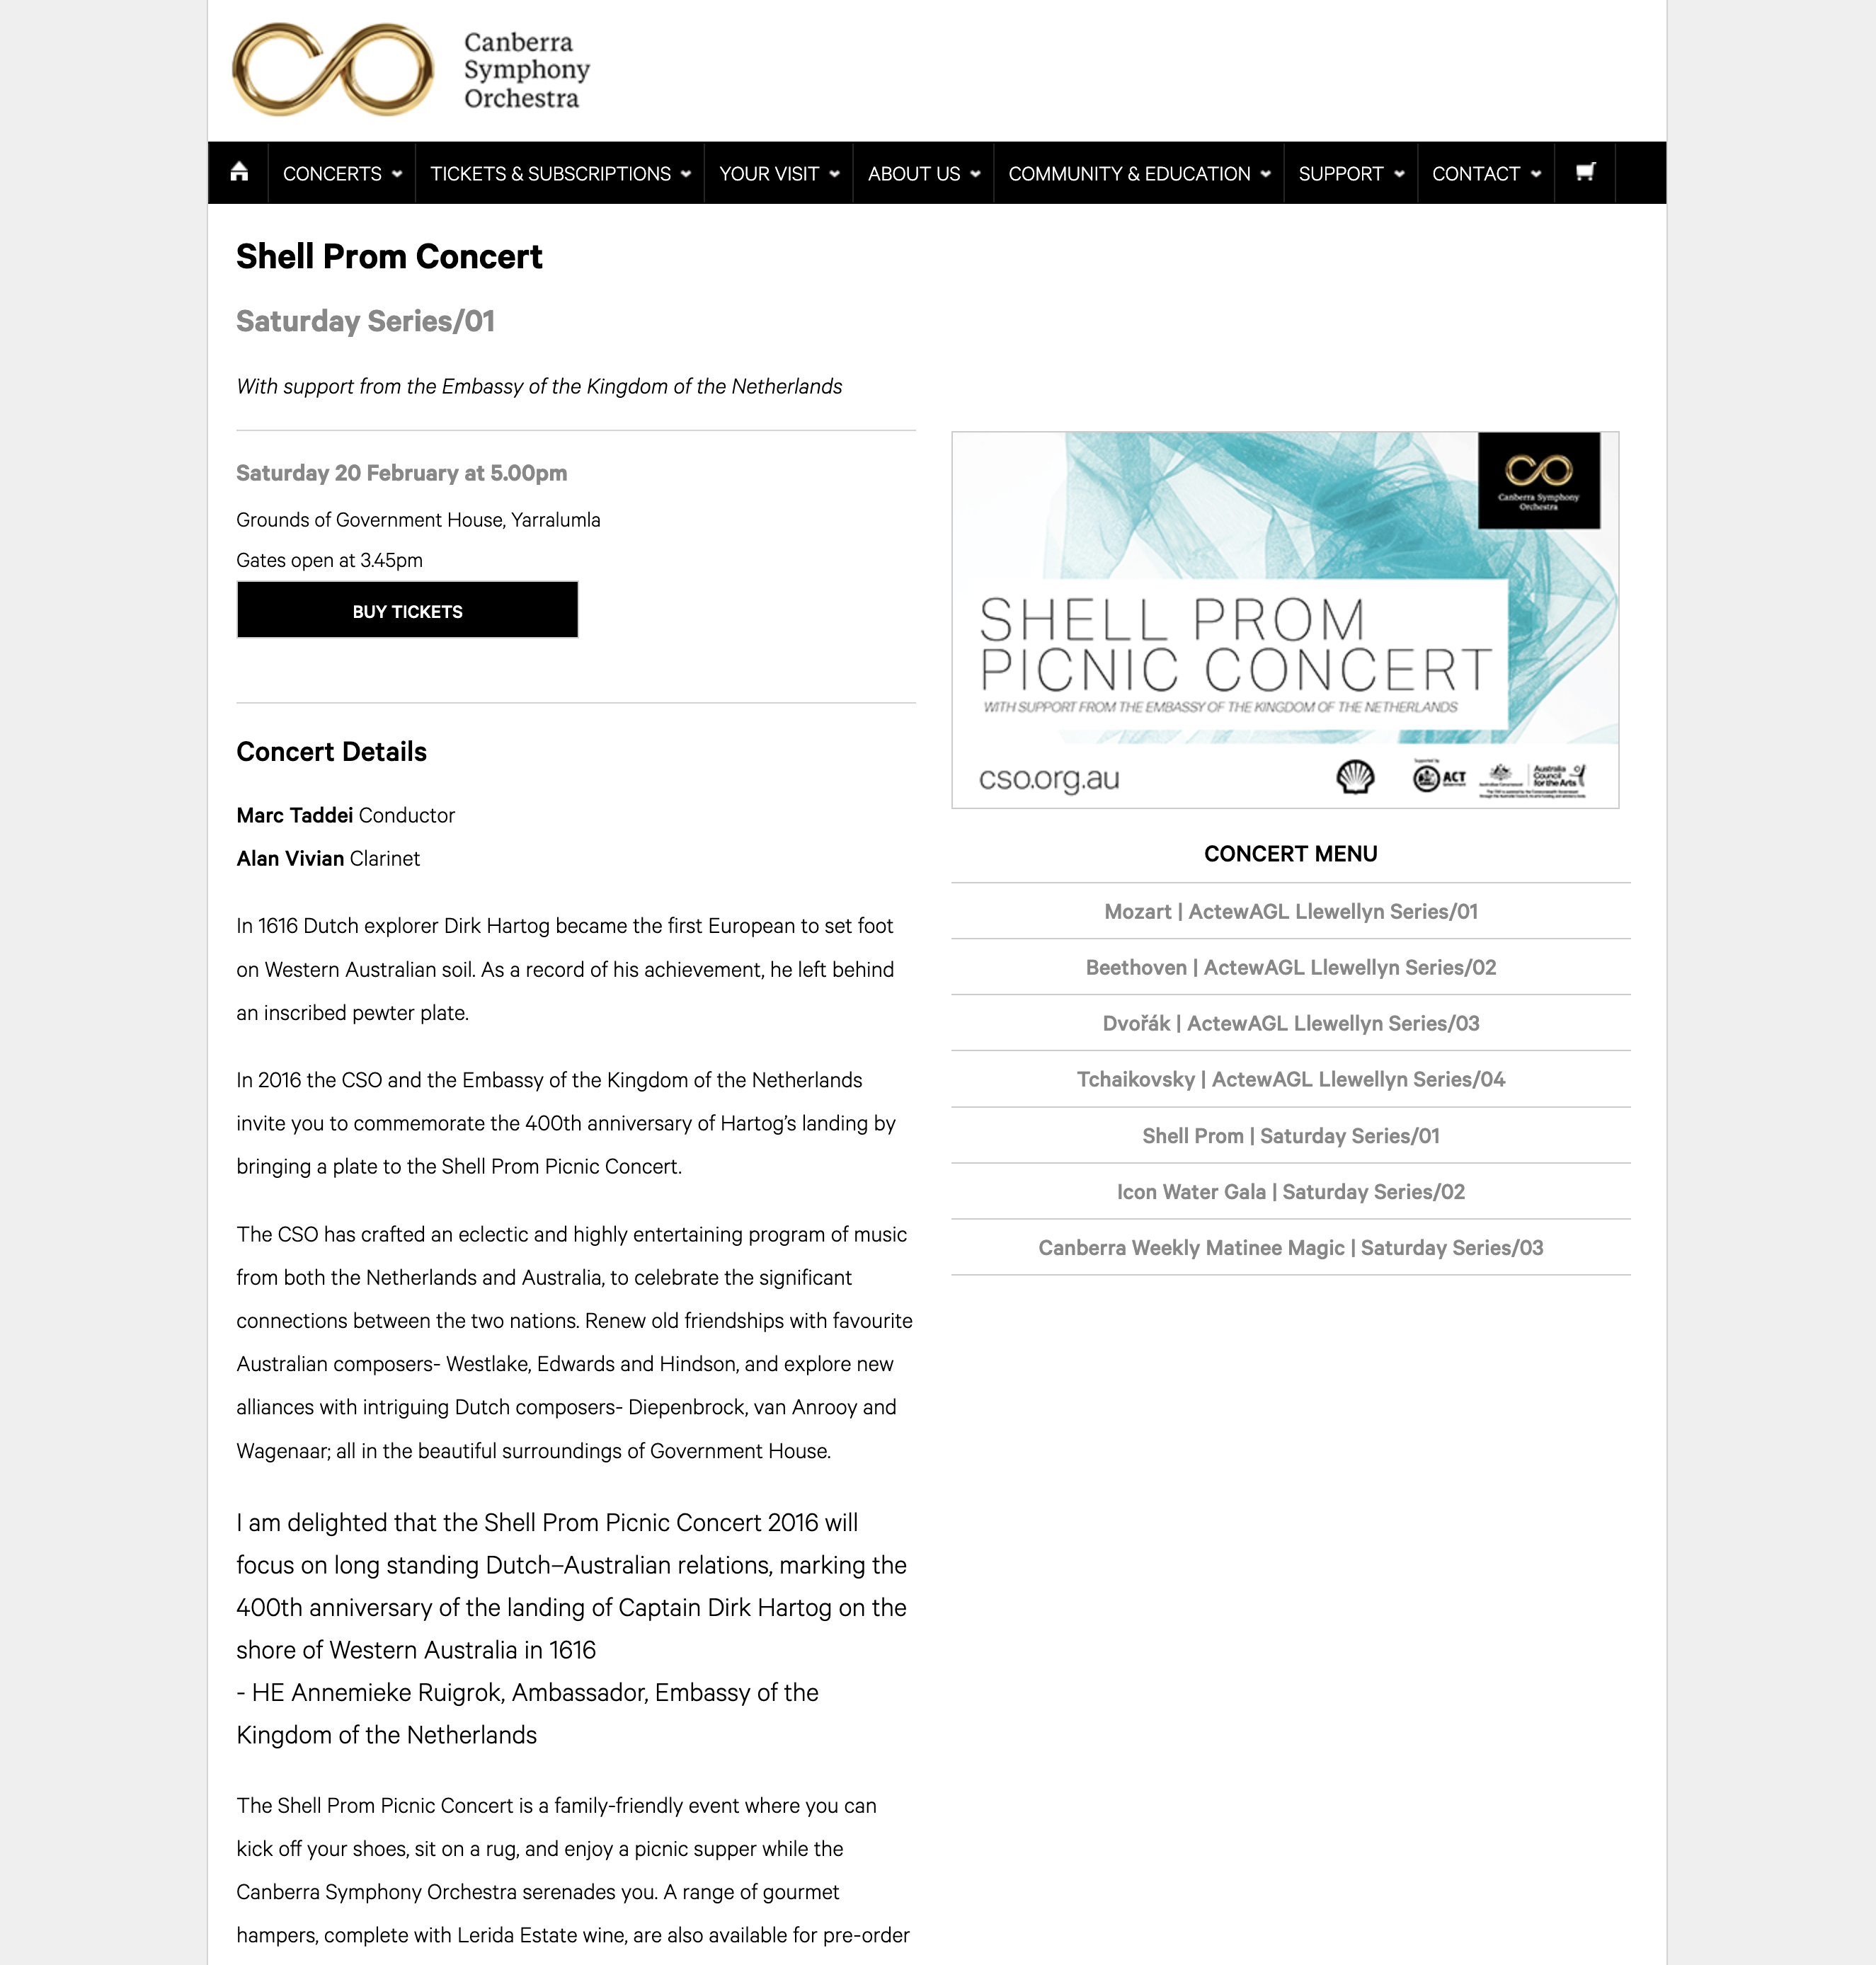 Canberra
Symphony
Orchestra
CONCERTS
TICKETS & SUBSCRIPTIONS
YOUR VISIT
ABOUT US
COMMUNITY & EDUCATION
SUPPORT
CONTACT
Shell Prom Concert
Saturday Series/01
With support from the Embassy of the Kingdom of the Netherlands
Saturday 20 February at 5.00pm
Grounds of Government House, Yarralumla
Gates open at 3.45pm
BUY TICKETS
Concert Details
Marc Taddei Conductor
Alan Vivian Clarinet
In 1616 Dutch explorer Dirk Hartog became the first European to set foot
on Western Australian soil. As a record of his achievement, he left behind
an inscribed pewter plate.
In 2016 the CSO and the Embassy of the Kingdom of the Netherlands
invite you to commemorate the 400th anniversary of Hartog’s landing by
bringing a plate to the Shell Prom Picnic Concert.
The CSO has crafted an eclectic and highly entertaining program of music
from both the Netherlands and Australia, to celebrate the significant
connections between the two nations. Renew old friendships with favourite
Australian composers- Westlake, Edwards and Hindson, and explore new
alliances with intriguing Dutch composers- Diepenbrock, van Anrooy and
Wagenaar; all in the beautiful surroundings of Government House.
I am delighted that the Shell Prom Picnic Concert 2016 will
focus on long standing Dutch–Australian relations, marking the
400th anniversary of the landing of Captain Dirk Hartog on the
shore of Western Australia in 1616
- HE Annemieke Ruigrok, Ambassador, Embassy of the
Kingdom of the Netherlands
The Shell Prom Picnic Concert is a family-friendly event where you can
kick off your shoes, sit on a rug, and enjoy a picnic supper while the
Canberra Symphony Orchestra serenades you. A range of gourmet
hampers, complete with Lerida Estate wine, are also available for pre-order
Canberra Symphony
Orchestra
SHELL PROM
PICNIC CONCERT
WITH SUPPORT FROM THE EMBASSY OF THE KINGDOM OF THE NETHERLANDS
cso.org.au
Supported by
ACT
Australian Government
Australia
Council
for the Arts
CONCERT MENU
Mozart | ActewAGL Llewellyn Series/01
Beethoven | ActewAGL Llewellyn Series/02
Dvořák | ActewAGL Llewellyn Series/03
Tchaikovsky | ActewAGL Llewellyn Series/04
Shell Prom | Saturday Series/01
Icon Water Gala | Saturday Series/02
Canberra Weekly Matinee Magic | Saturday Series/03